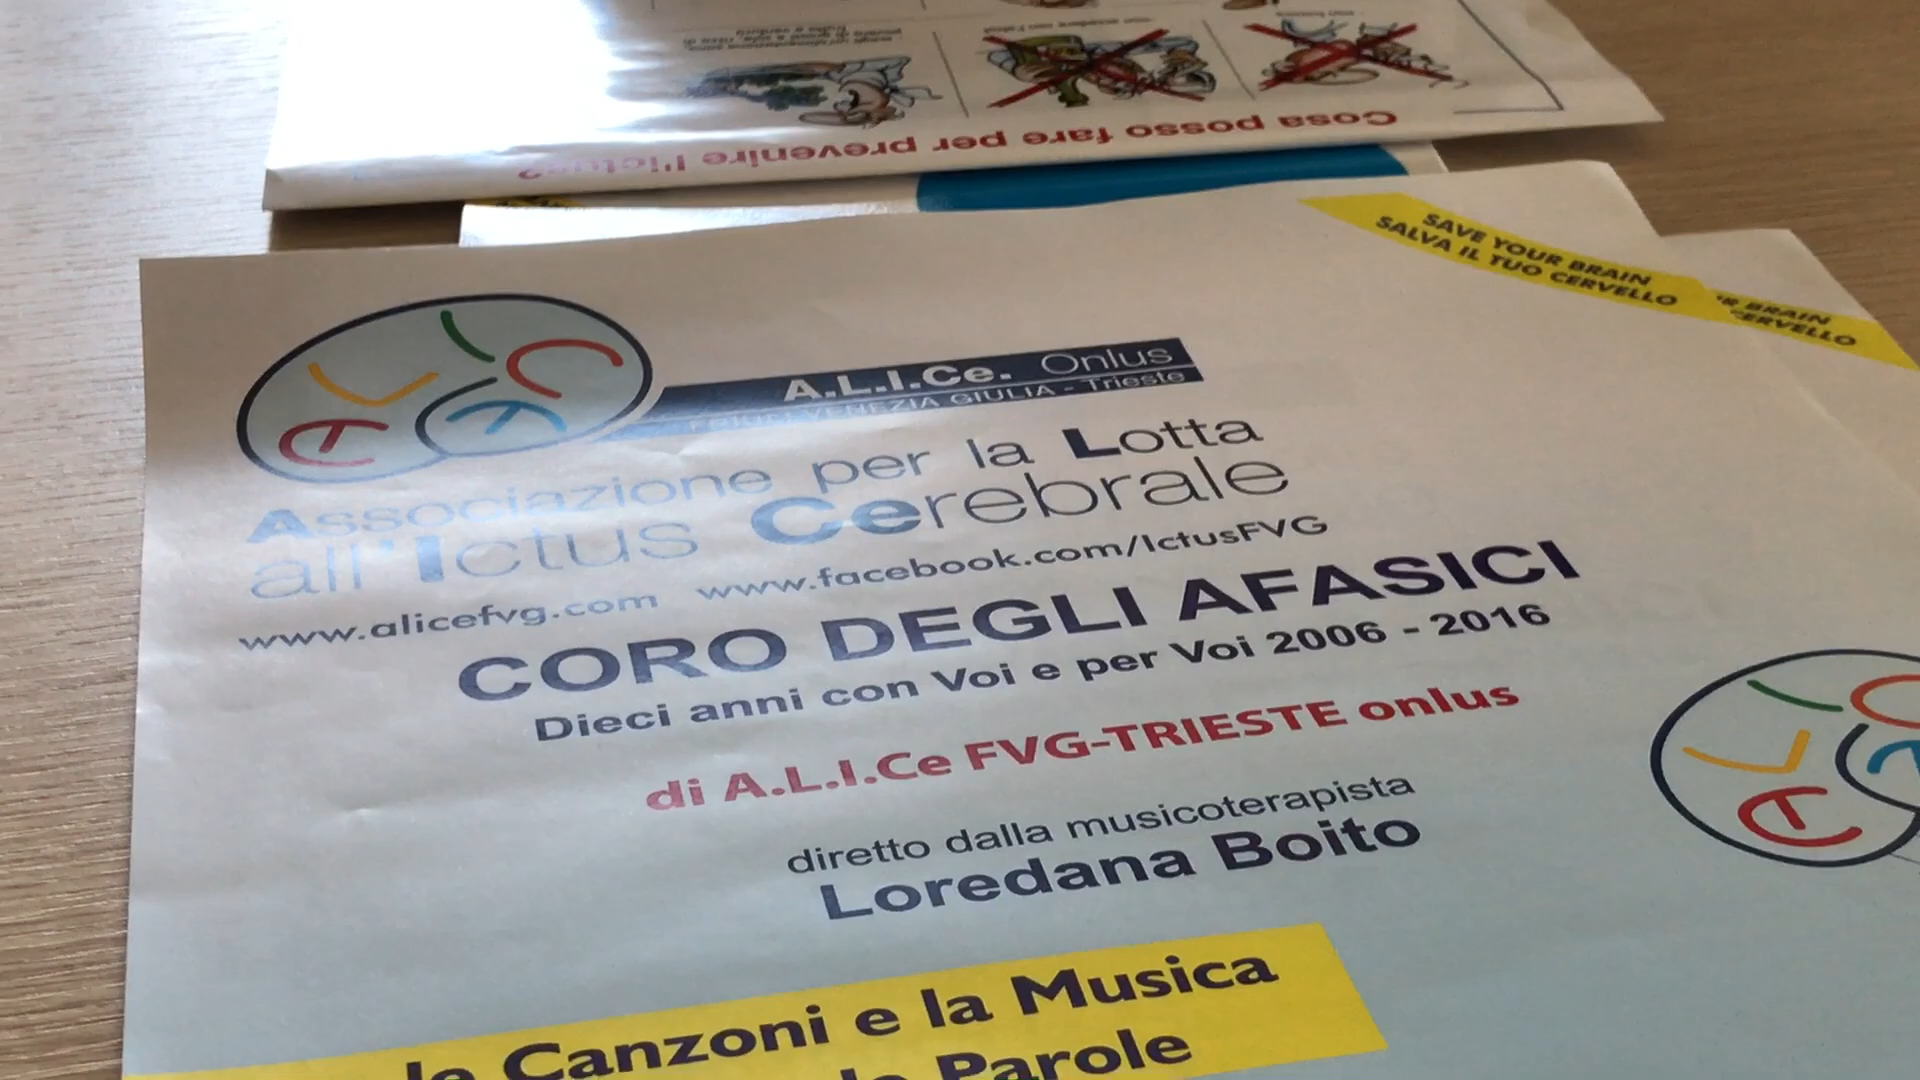 Cosa posso fare per prevenire l'ictus?
SAVE YOUR BRAIN
SALVA IL TUO CERVELLO
BRAIN
CERVELLO
A.L.I.Ce. Onlus
FRIULI VENEZIA GIULIA - Trieste
Associazione per la Lotta
all'Ictus Cerebrale
www.alicefvg.com www.facebook.com/IctusFVG
CORO DEGLI AFASICI
Dieci anni con Voi e per Voi 2006 - 2016
di A.L.I.Ce FVG-TRIESTE onlus
diretto dalla musicoterapista
Loredana Boito
le Canzoni e la Musica
Parole